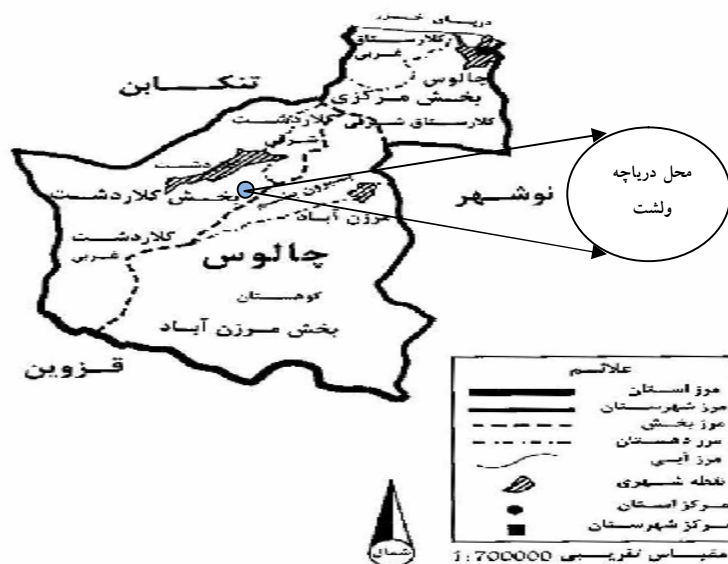 دریای خزر
کلارستاق
غربی
چالوس
بخش مرکزی
کلارستاق شرقی
تنکابن
کلاردشت
شرقی
بیرون بشم
بخش کلاردشت
مرزن آباد
نوشهر
محل دریاچه
ولشت
کلاردشت
غربی
چالوس
کوهستان
بخش مرزن آباد
قزوین
علائم
مرز استان
مرز شهرستان
مرز بخش
مرز دهستان
مرز آبی
نقطه شهری
مرکز استان
مرکز شهرستان
مقیاس تقریبی 1:700000
شمال